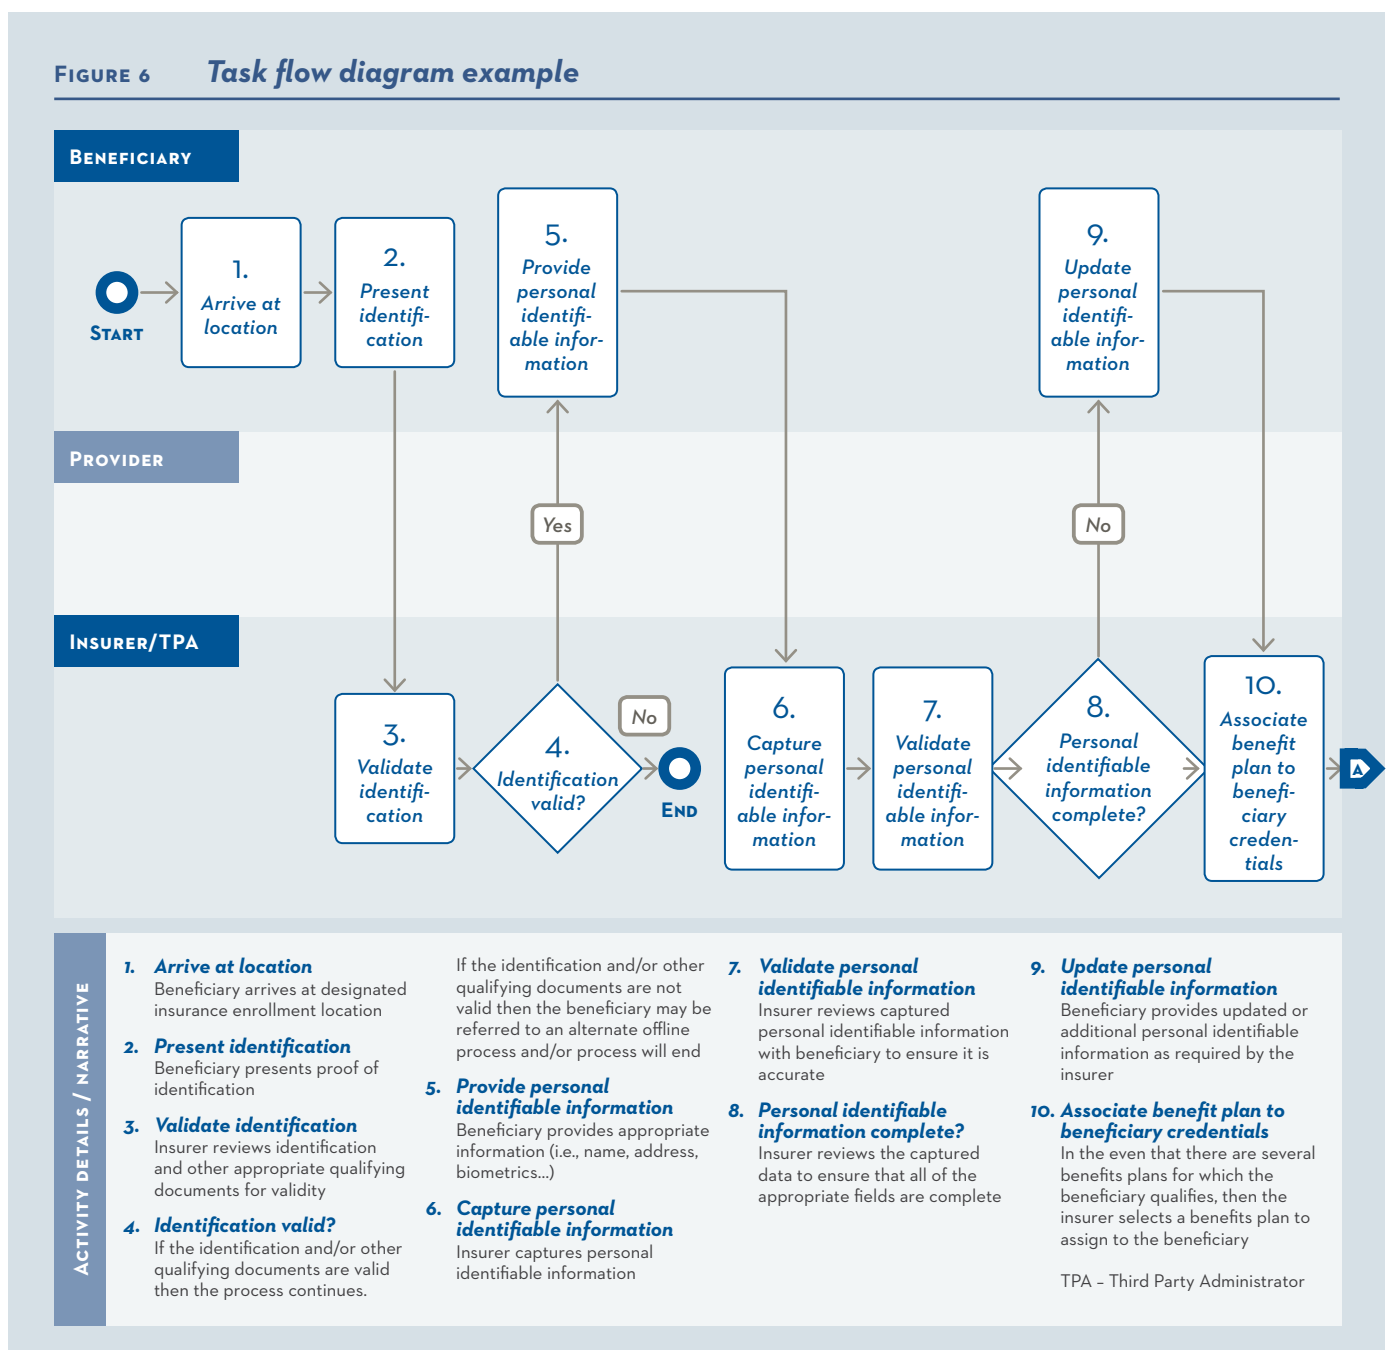 FIGURE 6 Task flow diagram example
BENEFICIARY
START
1.
Arrive at
location
2.
Present
identifi-
cation
5.
Provide
personal
identifi-
able infor-
mation
9.
Update
personal
identifi-
able infor-
mation
PROVIDER
Yes
No
INSURER/TPA
3.
Validate
identifi-
cation
4.
Identification
valid?
No
END
6.
Capture
personal
identifi-
able infor-
mation
7.
Validate
personal
identifi-
able infor-
mation
8.
Personal
identifiable
information
complete?
10.
Associate
benefit
plan to
benefi-
ciary
creden-
tials
A
ACTIVITY DETAILS / NARRATIVE
1. Arrive at location
Beneficiary arrives at designated
insurance enrollment location
2. Present identification
Beneficiary presents proof of
identification
3. Validate identification
Insurer reviews identification
and other appropriate qualifying
documents for validity
4. Identification valid?
If the identification and/or other
qualifying documents are valid
then the process continues.
If the identification and/or other
qualifying documents are not
valid then the beneficiary may be
referred to an alternate offline
process and/or process will end
5. Provide personal
identifiable information
Beneficiary provides appropriate
information (i.e., name, address,
biometrics...)
6. Capture personal
identifiable information
Insurer captures personal
identifiable information
7. Validate personal
identifiable information
Insurer reviews captured
personal identifiable information
with beneficiary to ensure it is
accurate
8. Personal identifiable
information complete?
Insurer reviews the captured
data to ensure that all of the
appropriate fields are complete
9. Update personal
identifiable information
Beneficiary provides updated or
additional personal identifiable
information as required by the
insurer
10. Associate benefit plan to
beneficiary credentials
In the even that there are several
benefits plans for which the
beneficiary qualifies, then the
insurer selects a benefits plan to
assign to the beneficiary
TPA – Third Party Administrator